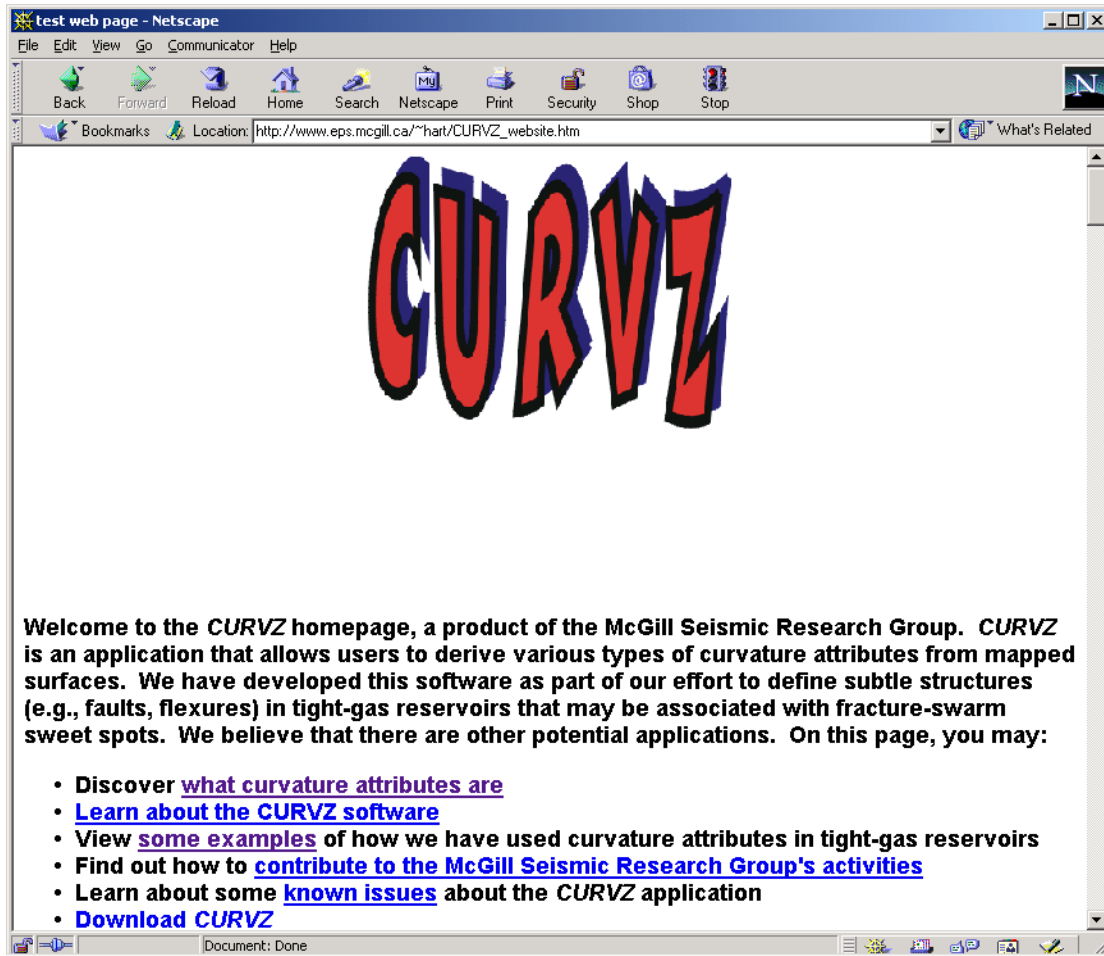 test web page - Netscape
File Edit View Go Communicator Help
Back Forward Reload Home Search Netscape Print Security Shop Stop
My
N
Bookmarks Location: http://www.eps.mcgill.ca/~hart/CURVZ_website.htm What's Related
CURVZ
Welcome to the CURVZ homepage, a product of the McGill Seismic Research Group. CURVZ
is an application that allows users to derive various types of curvature attributes from mapped
surfaces. We have developed this software as part of our effort to define subtle structures
(e.g., faults, flexures) in tight-gas reservoirs that may be associated with fracture-swarm
sweet spots. We believe that there are other potential applications. On this page, you may:
• Discover what curvature attributes are
• Learn about the CURVZ software
• View some examples of how we have used curvature attributes in tight-gas reservoirs
• Find out how to contribute to the McGill Seismic Research Group's activities
• Learn about some known issues about the CURVZ application
• Download CURVZ
Document: Done